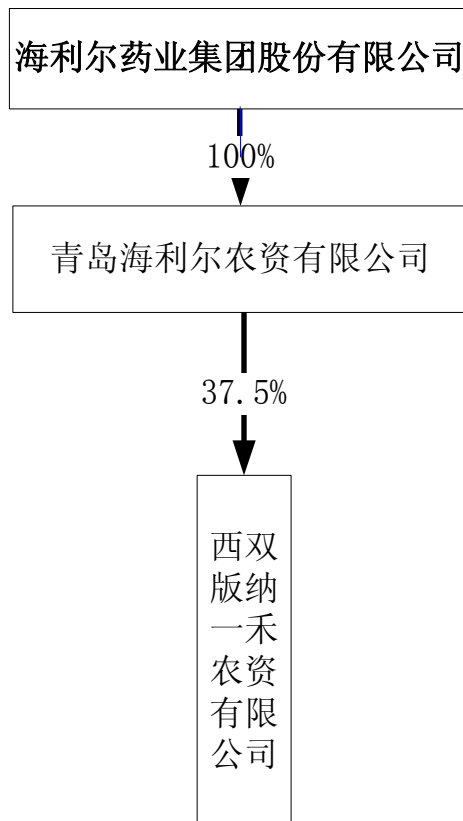 海利尔药业集团股份有限公司
100%
青岛海利尔农资有限公司
37.5%
西双
版纳
一禾
农资
有限
公司